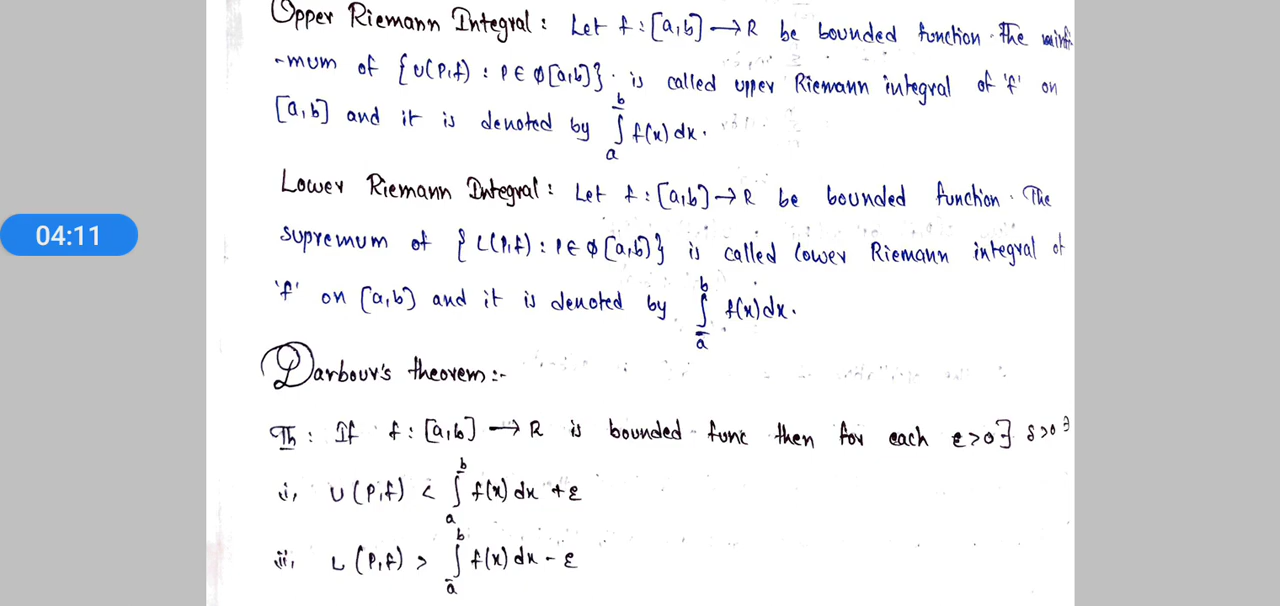 Upper Riemann Integral : Let f : [a,b] → R be bounded function. The infi
-mum of {U(P,f) : P ∈ φ[a,b]} is called upper Riemann integral of 'f' on
[a,b] and it is denoted by ∫ₐ^b̅ f(x) dx.
Lower Riemann Integral : Let f : [a,b] → R be bounded function. The
supremum of {L(P,f) : P ∈ φ[a,b]} is called lower Riemann integral of
04:11
'f' on [a,b] and it is denoted by ∫_a̅^b f(x) dx.
Darboux's theorem :-
Th : If f : [a,b] → R is bounded func then for each ε>0 ∃ δ>0 ∋
i, U(P,f) < ∫ₐ^b̅ f(x) dx + ε
ii, L(P,f) > ∫_a̅^b f(x) dx - ε